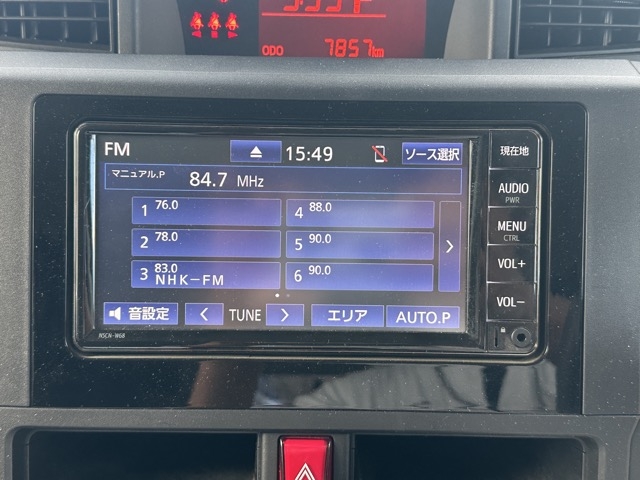 ODO 7857km
FM 15:49 ソース選択
マニュアル.P 84.7 MHz
1 76.0
4 88.0
2 78.0
5 90.0
3 83.0 NHK-FM
6 90.0
音設定 TUNE エリア AUTO.P
現在地
AUDIO
PWR
MENU
CTRL
VOL+
VOL-
NSCN-W68